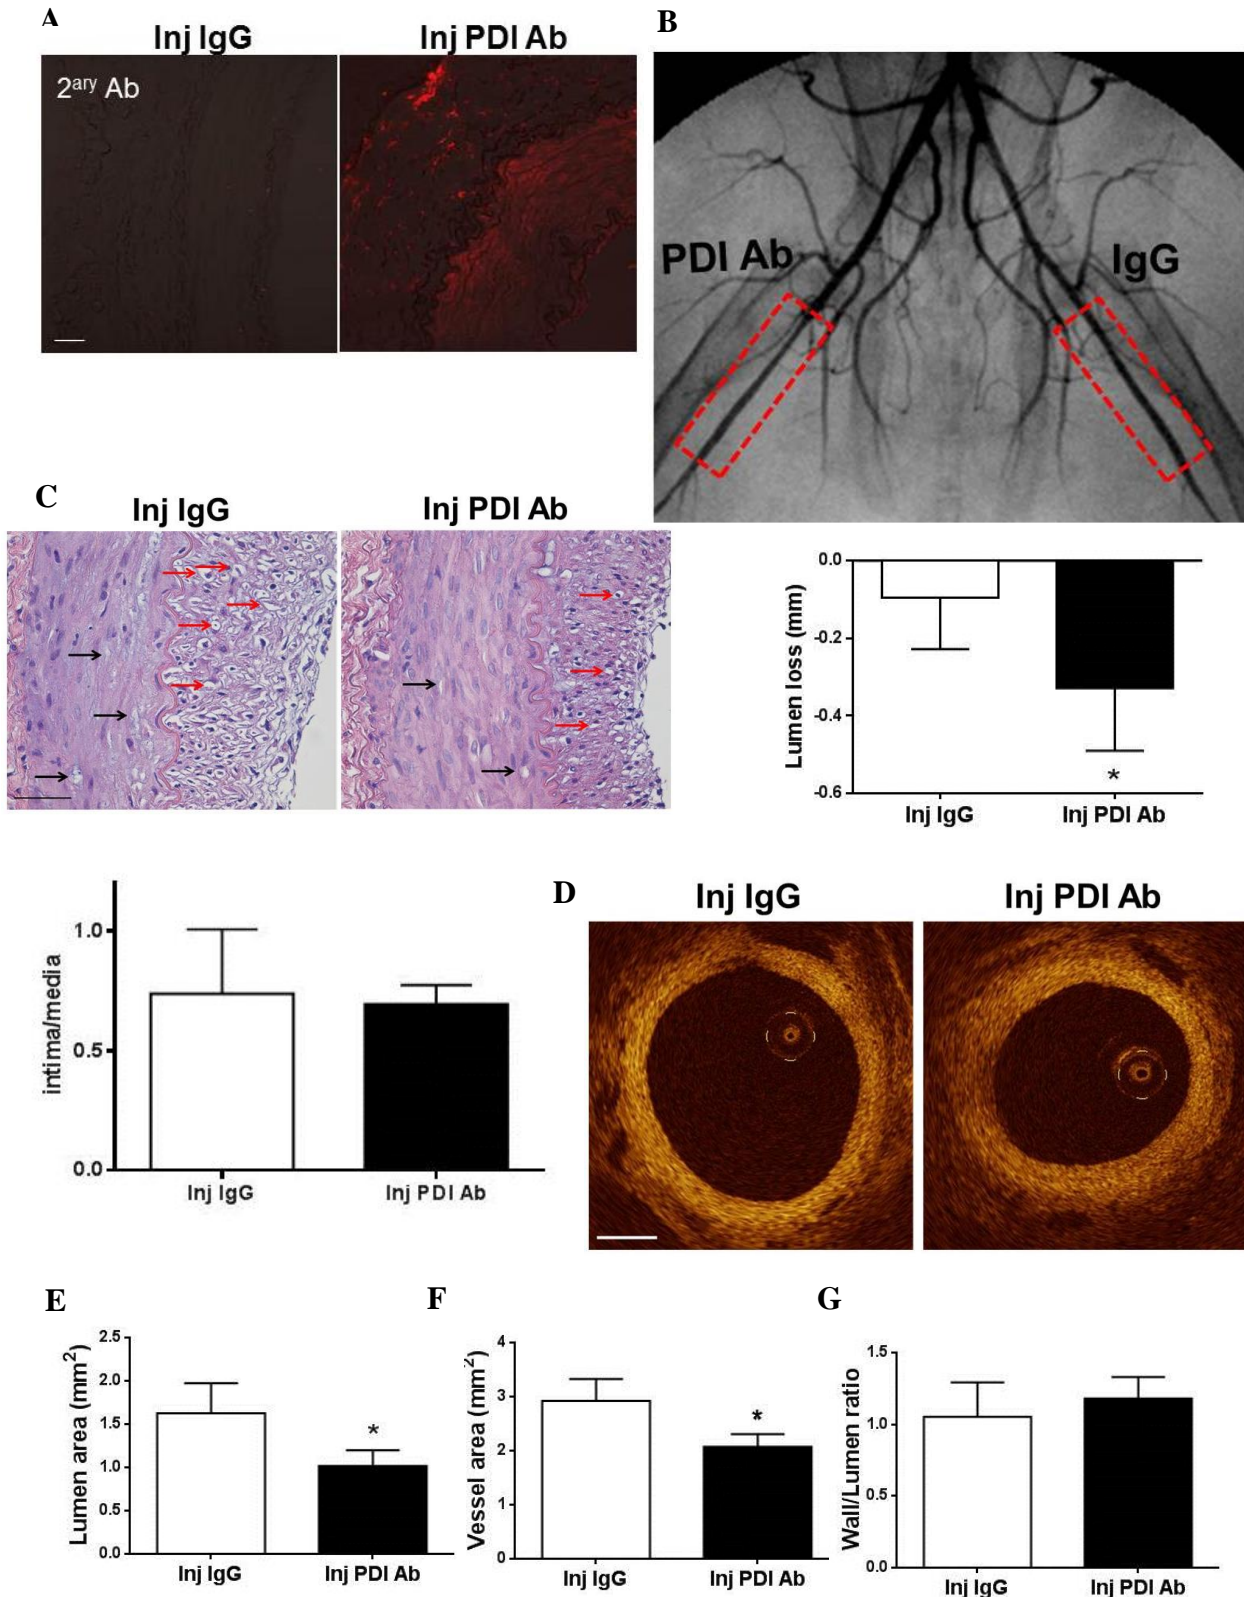 A
Inj IgG
Inj PDI Ab
2ary Ab
B
PDI Ab
IgG
C
Inj IgG
Inj PDI Ab
0.0
-0.2
-0.4
-0.6
Lumen loss (mm)
*
Inj IgG
Inj PDI Ab
1.0
0.5
0.0
intima/media
Inj IgG
Inj PDI Ab
D
Inj IgG
Inj PDI Ab
E
2.5
2.0
1.5
1.0
0.5
0.0
Lumen area (mm2)
*
Inj IgG
Inj PDI Ab
F
4
3
2
1
0
Vessel area (mm2)
*
Inj IgG
Inj PDI Ab
G
1.5
1.0
0.5
0.0
Wall/Lumen ratio
Inj IgG
Inj PDI Ab